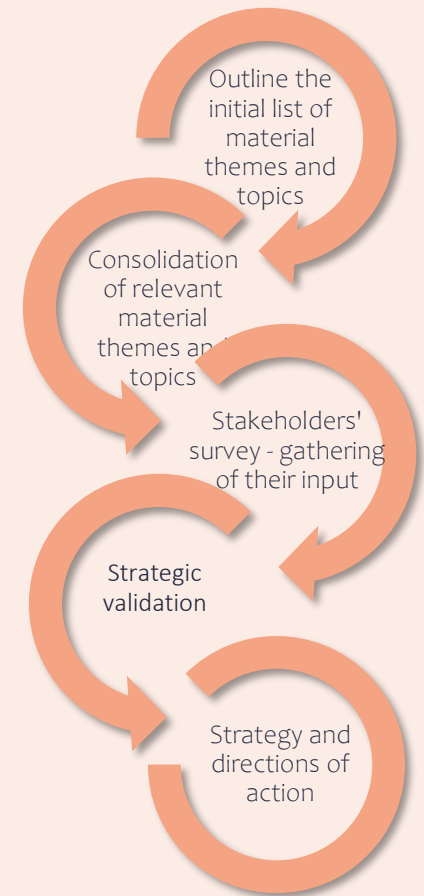 Outline the
initial list of
material
themes and
topics
Consolidation
of relevant
material
themes and
topics
Stakeholders'
survey - gathering
of their input
Strategic
validation
Strategy and
directions of
action